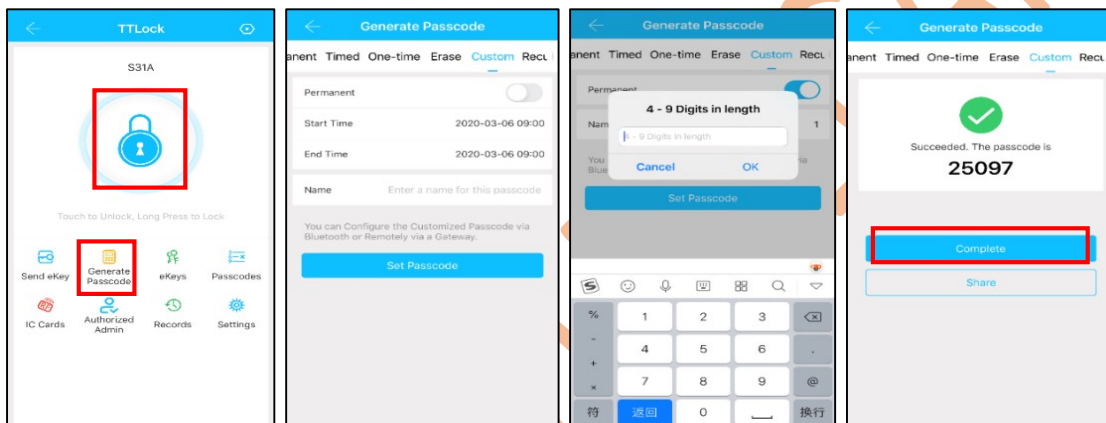 TTLock
S31A
Touch to Unlock, Long Press to Lock
Send eKey
Generate
Passcode
eKeys
Passcodes
IC Cards
Authorized
Admin
Records
Settings
Generate Passcode
anent Timed One-time Erase Custom Recu
Permanent
Start Time 2020-03-06 09:00
End Time 2020-03-06 09:00
Name Enter a name for this passcode
You can Configure the Customized Passcode via
Bluetooth or Remotely via a Gateway.
Set Passcode
Generate Passcode
anent Timed One-time Erase Custom Recu
Permanent
4 - 9 Digits in length
Nam 1
4 - 9 Digits in length
You via
Blue
Cancel OK
Set Passcode
% 1 2 3
- 4 5 6 .
+
× 7 8 9 @
符 返回 0 换行
Generate Passcode
anent Timed One-time Erase Custom Recu
Succeeded. The passcode is
25097
Complete
Share